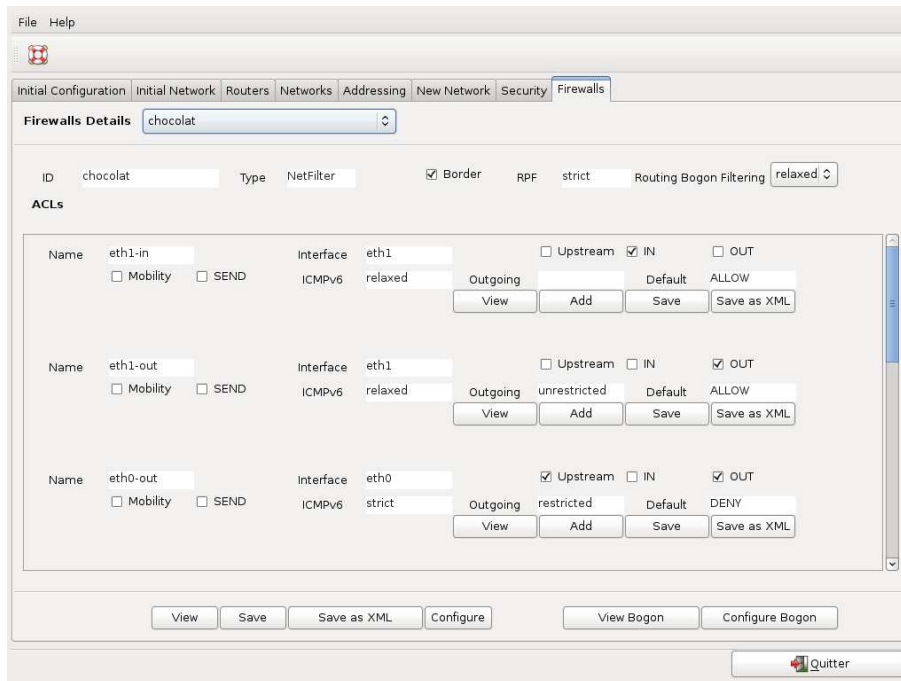 File Help
Initial Configuration Initial Network Routers Networks Addressing New Network Security Firewalls
Firewalls Details chocolat
ID chocolat Type NetFilter Border RPF strict Routing Bogon Filtering relaxed
ACLs
Name eth1-in Interface eth1 Upstream IN OUT
Mobility SEND ICMPv6 relaxed Outgoing Default ALLOW
View Add Save Save as XML
Name eth1-out Interface eth1 Upstream IN OUT
Mobility SEND ICMPv6 relaxed Outgoing unrestricted Default ALLOW
View Add Save Save as XML
Name eth0-out Interface eth0 Upstream IN OUT
Mobility SEND ICMPv6 strict Outgoing restricted Default DENY
View Add Save Save as XML
View Save Save as XML Configure View Bogon Configure Bogon
Quitter